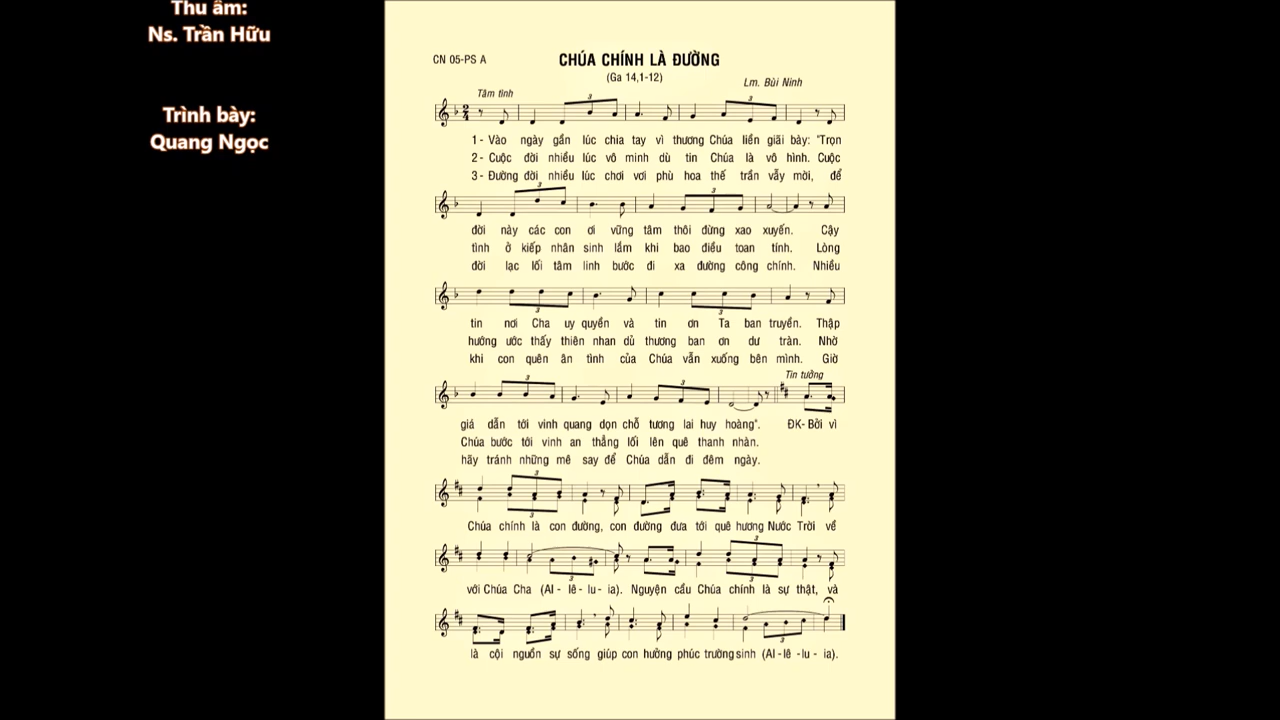 Thu âm:
Ns. Trần Hữu
Trình bày:
Quang Ngọc
CN 05-PS A
CHÚA CHÍNH LÀ ĐƯỜNG
(Ga 14,1-12)
Lm. Bùi Ninh
Tâm tình
1- Vào ngày gần lúc chia tay vì thương Chúa liền giãi bày: "Trọn
2- Cuộc đời nhiều lúc vô minh dù tin Chúa là vô hình. Cuộc
3- Đường đời nhiều lúc chơi vơi phù hoa thế trần vẫy mời, để
đời này các con ơi vững tâm thôi đừng xao xuyến. Cậy
tình ở kiếp nhân sinh lắm khi bao điều toan tính. Lòng
đời lạc lối tâm linh bước đi xa đường công chính. Nhiều
tin nơi Cha uy quyền và tin ơn Ta ban truyền. Thập
hướng ước thấy thiên nhan dủ thương ban ơn dư tràn. Nhờ
khi con quên ân tình của Chúa vẫn xuống bên mình. Giờ
Tin tưởng
giá dẫn tới vinh quang dọn chỗ tương lai huy hoàng". ĐK- Bởi vì
Chúa bước tới vinh an thẳng lối lên quê thanh nhàn.
hãy tránh những mê say để Chúa dẫn đi đêm ngày.
Chúa chính là con đường, con đường đưa tới quê hương Nước Trời về
với Chúa Cha (Al - lê - lu - ia). Nguyện cầu Chúa chính là sự thật, và
là cội nguồn sự sống giúp con hưởng phúc trường sinh (Al - lê - lu - ia).